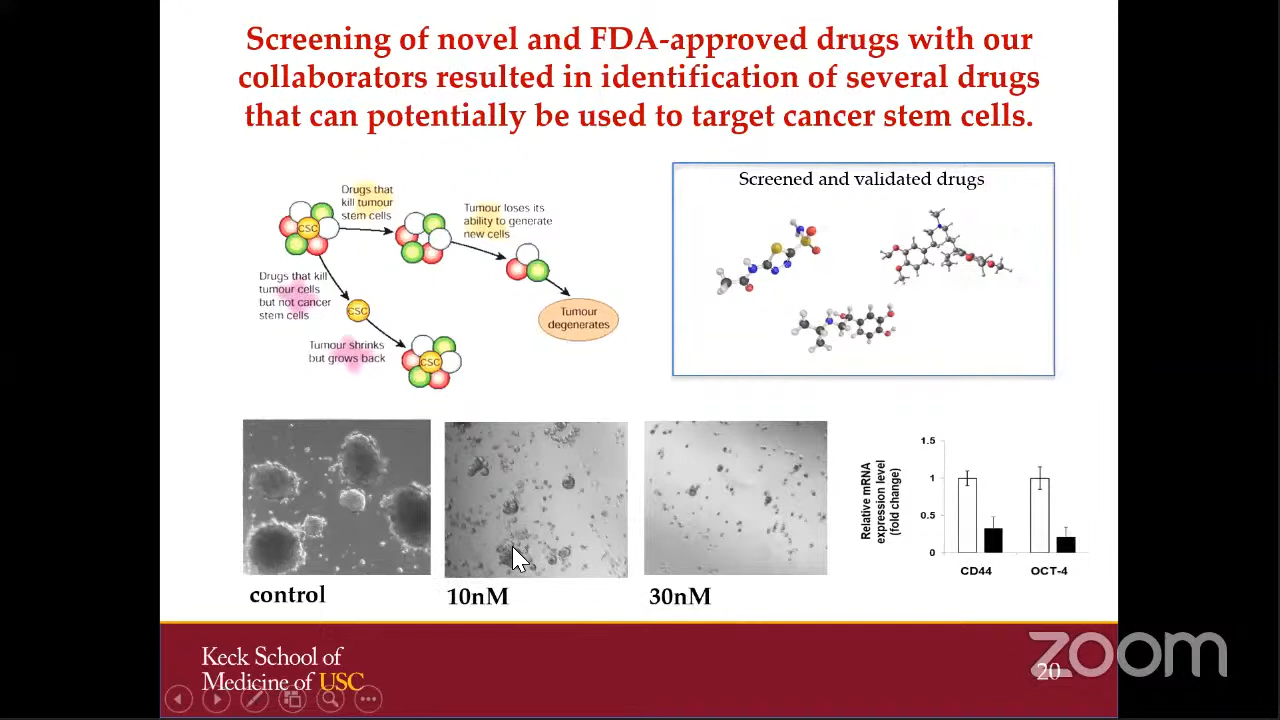 Screening of novel and FDA-approved drugs with our
collaborators resulted in identification of several drugs
that can potentially be used to target cancer stem cells.
Drugs that
kill tumour
stem cells
Tumour loses its
ability to generate
new cells
CSC
Drugs that kill
tumour cells
but not cancer
stem cells
CSC
Tumour
degenerates
Tumour shrinks
but grows back
CSC
Screened and validated drugs
control
10nM
30nM
Relative mRNA
expression level
(fold change)
1.5
1
0.5
0
CD44
OCT-4
Keck School of
Medicine of USC
20
zoom